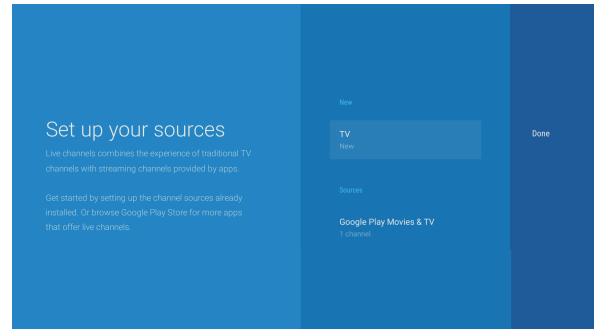 Set up your sources
Live channels combines the experience of traditional TV
channels with streaming channels provided by apps.
Get started by setting up the channel sources already
installed. Or browse Google Play Store for more apps
that offer live channels.
New
TV
New
Sources
Google Play Movies & TV
1 channel
Done